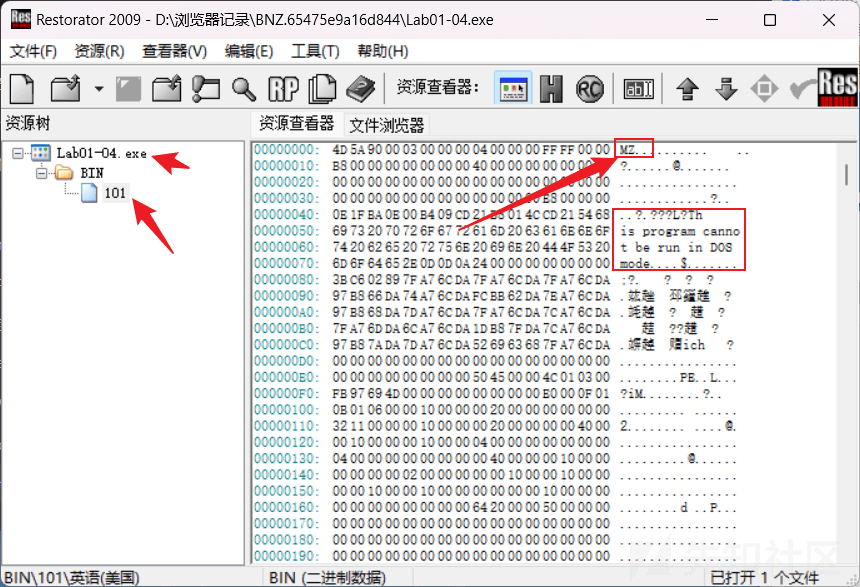 Restorator 2009 - D:\浏览器记录\BNZ.65475e9a16d844\Lab01-04.exe
文件(F) 资源(R) 查看器(V) 编辑(E) 工具(T) 帮助(H)
RP 资源查看器: H RC ab Res
资源树 资源查看器 文件浏览器
Lab01-04.exe
BIN
101
00000000: 4D 5A 90 00 03 00 00 00 04 00 00 00 FF FF 00 00 MZ..
00000010: B8 00 00 00 00 00 00 00 40 00 00 00 00 00 00 00 ?.......@.......
00000020: 00 00 00 00 00 00 00 00 00 00 00 00 00 00 00 00 ................
00000030: 00 00 00 00 00 00 00 00 00 00 00 00 E8 00 00 00 ............?..
00000040: 0E 1F BA 0E 00 B4 09 CD 21 01 4C CD 21 54 68 ..?.???L?Th
00000050: 69 73 20 70 72 6F 67 72 61 6D 20 63 61 6E 6E 6F is program canno
00000060: 74 20 62 65 20 72 75 6E 20 69 6E 20 44 4F 53 20 t be run in DOS
00000070: 6D 6F 64 65 2E 0D 0D 0A 24 00 00 00 00 00 00 00 mode....$.......
00000080: 3B C6 02 89 7F A7 6C DA 7F A7 6C DA 7F A7 6C DA ;?. ? ? ?
00000090: 97 B8 66 DA 74 A7 6C DA FC BB 62 DA 7E A7 6C DA
000000A0: 97 B8 68 DA 7D A7 6C DA 7F A7 6C DA 7C A7 6C DA
000000B0: 7F A7 6D DA 6C A7 6C DA 1D B8 7F DA 7C A7 6C DA
000000C0: 97 B8 7A DA 7D A7 6C DA 52 69 63 68 7F A7 6C DA ich ?
000000D0: 00 00 00 00 00 00 00 00 00 00 00 00 00 00 00 00 ................
000000E0: 00 00 00 00 00 00 00 00 50 45 00 00 4C 01 03 00 ........PE..L...
000000F0: FB 97 69 4D 00 00 00 00 00 00 00 00 E0 00 0F 01 ?iM........?..
00000100: 0B 01 06 00 00 10 00 00 00 20 00 00 00 00 00 00
00000110: 32 11 00 00 00 10 00 00 00 20 00 00 00 00 40 00 2........ ....@.
00000120: 00 10 00 00 00 10 00 00 04 00 00 00 00 00 00 00 ................
00000130: 04 00 00 00 00 00 00 00 00 40 00 00 00 10 00 00 .........@......
00000140: 00 00 00 00 02 00 00 00 00 00 10 00 00 10 00 00 ................
00000150: 00 00 10 00 00 10 00 00 00 00 00 00 10 00 00 00 ................
00000160: 00 00 00 00 00 00 00 00 64 20 00 00 50 00 00 00 ........d ..P...
00000170: 00 00 00 00 00 00 00 00 00 00 00 00 00 00 00 00 ................
00000180: 00 00 00 00 00 00 00 00 00 00 00 00 00 00 00 00 ................
00000190: 00 00 00 00 00 00 00 00 00 00 00 00 00 00 00 00 ................
先知社区
BIN\101\英语(美国) BIN (二进制数据) 已打开 1 个文件